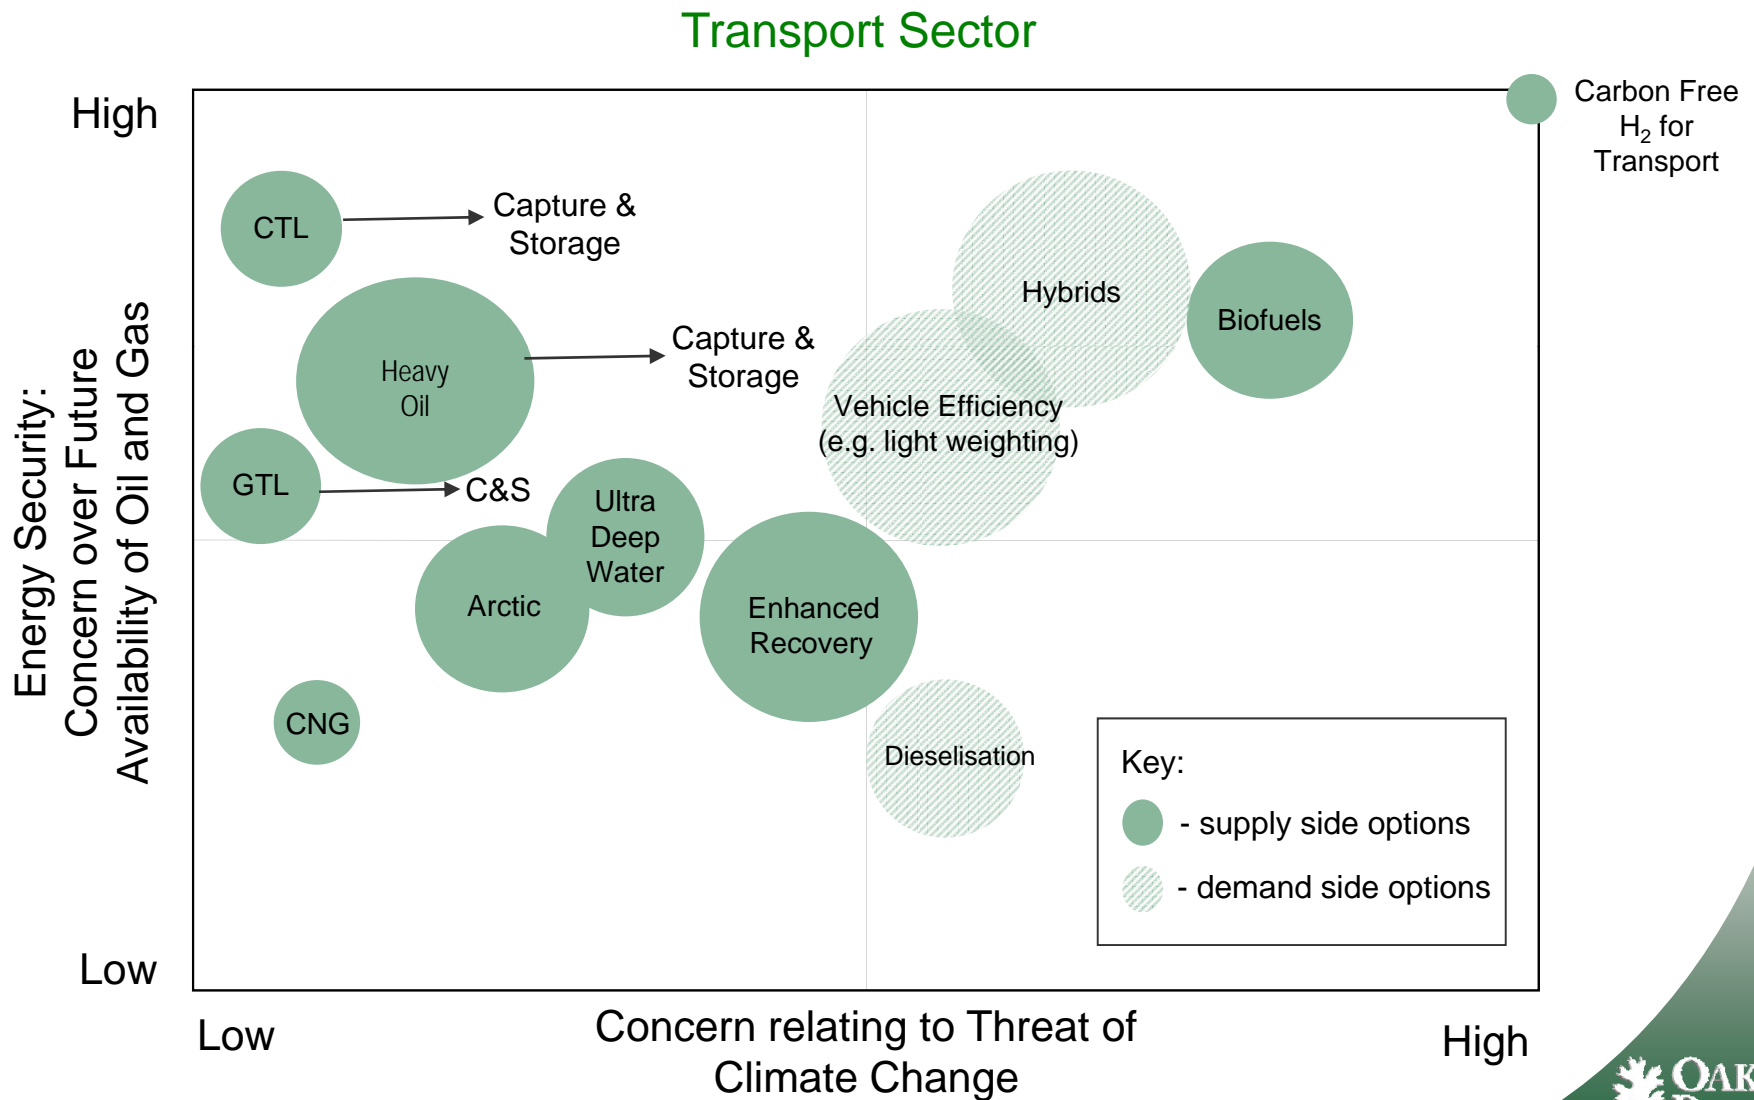 Transport Sector
High
Carbon Free
H₂ for
Transport
CTL
Capture &
Storage
Hybrids
Biofuels
Heavy
Oil
Capture &
Storage
Vehicle Efficiency
(e.g. light weighting)
GTL
C&S
Ultra
Deep
Water
Arctic
Enhanced
Recovery
CNG
Dieselisation
Energy Security:
Concern over Future
Availability of Oil and Gas
Key:
- supply side options
- demand side options
Low
Low
Concern relating to Threat of
Climate Change
High
OAK